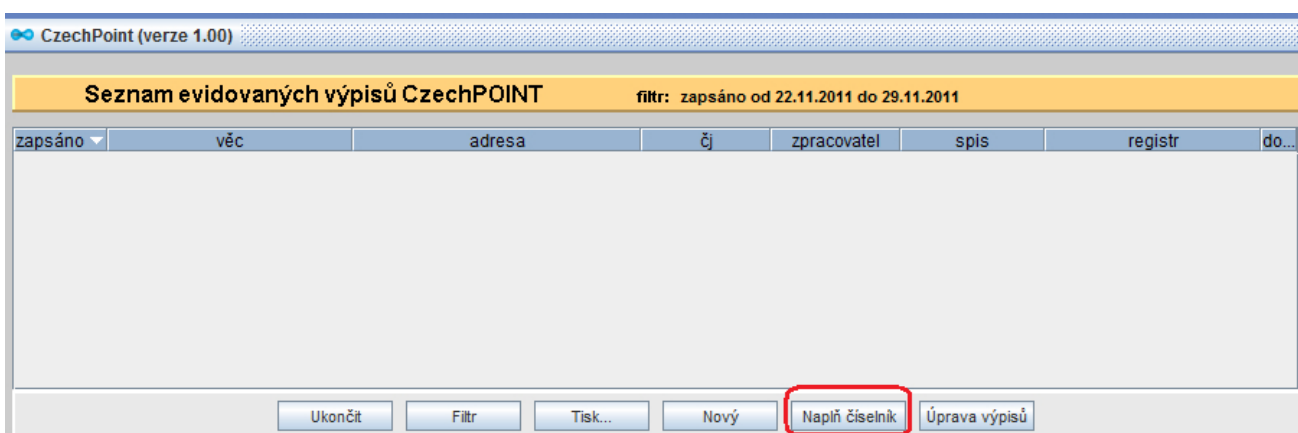 CzechPoint (verze 1.00)
Seznam evidovaných výpisů CzechPOINT filtr: zapsáno od 22.11.2011 do 29.11.2011
zapsáno věc adresa čj zpracovatel spis registr do...
Ukončit Filtr Tisk... Nový Naplň číselník Úprava výpisů